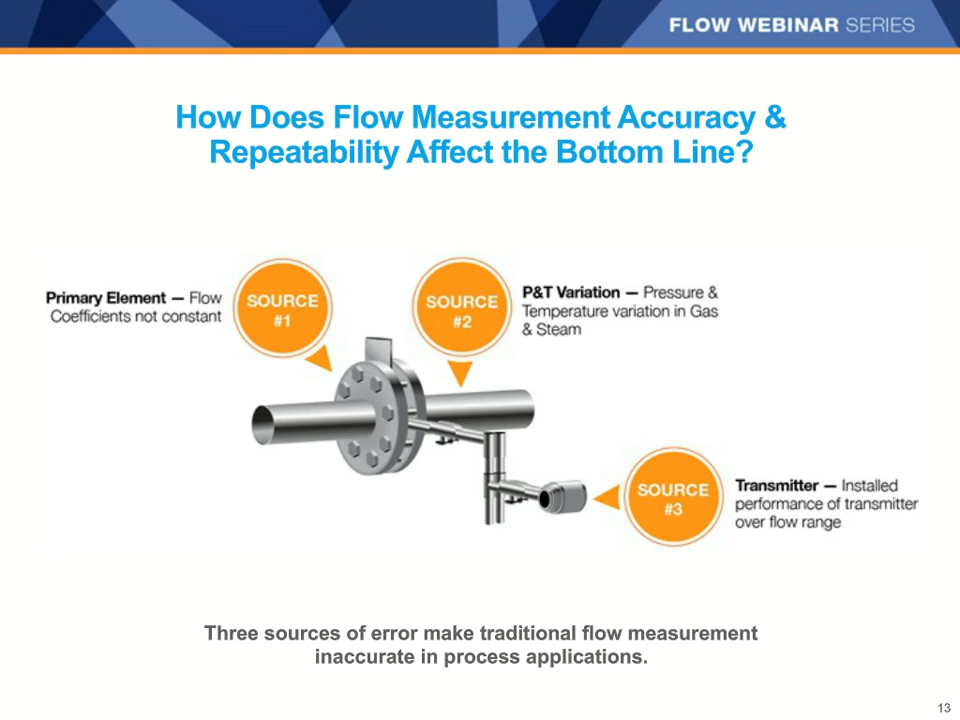 FLOW WEBINAR SERIES
How Does Flow Measurement Accuracy &
Repeatability Affect the Bottom Line?
Primary Element — Flow
Coefficients not constant
SOURCE
#1
SOURCE
#2
P&T Variation — Pressure &
Temperature variation in Gas
& Steam
SOURCE
#3
Transmitter — Installed
performance of transmitter
over flow range
Three sources of error make traditional flow measurement
inaccurate in process applications.
13